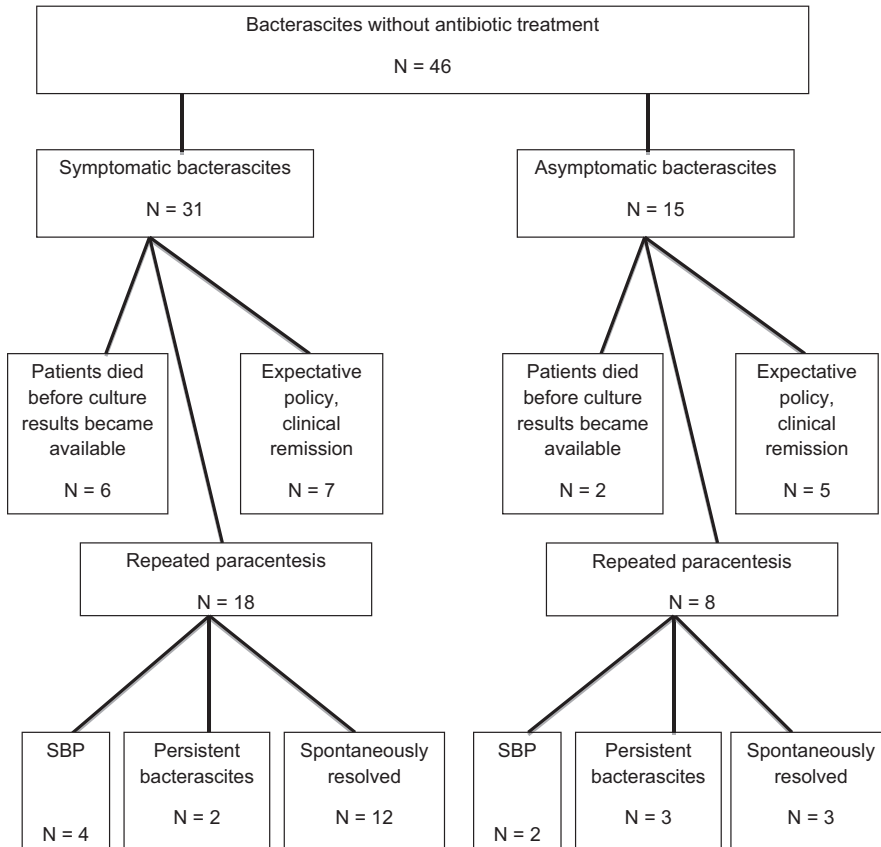 Bacterascites without antibiotic treatment
N = 46
Symptomatic bacterascites
N = 31
Asymptomatic bacterascites
N = 15
Patients died
before culture
results became
available
N = 6
Expectative
policy,
clinical
remission
N = 7
Patients died
before culture
results became
available
N = 2
Expectative
policy,
clinical
remission
N = 5
Repeated paracentesis
N = 18
Repeated paracentesis
N = 8
SBP
N = 4
Persistent
bacterascites
N = 2
Spontaneously
resolved
N = 12
SBP
N = 2
Persistent
bacterascites
N = 3
Spontaneously
resolved
N = 3